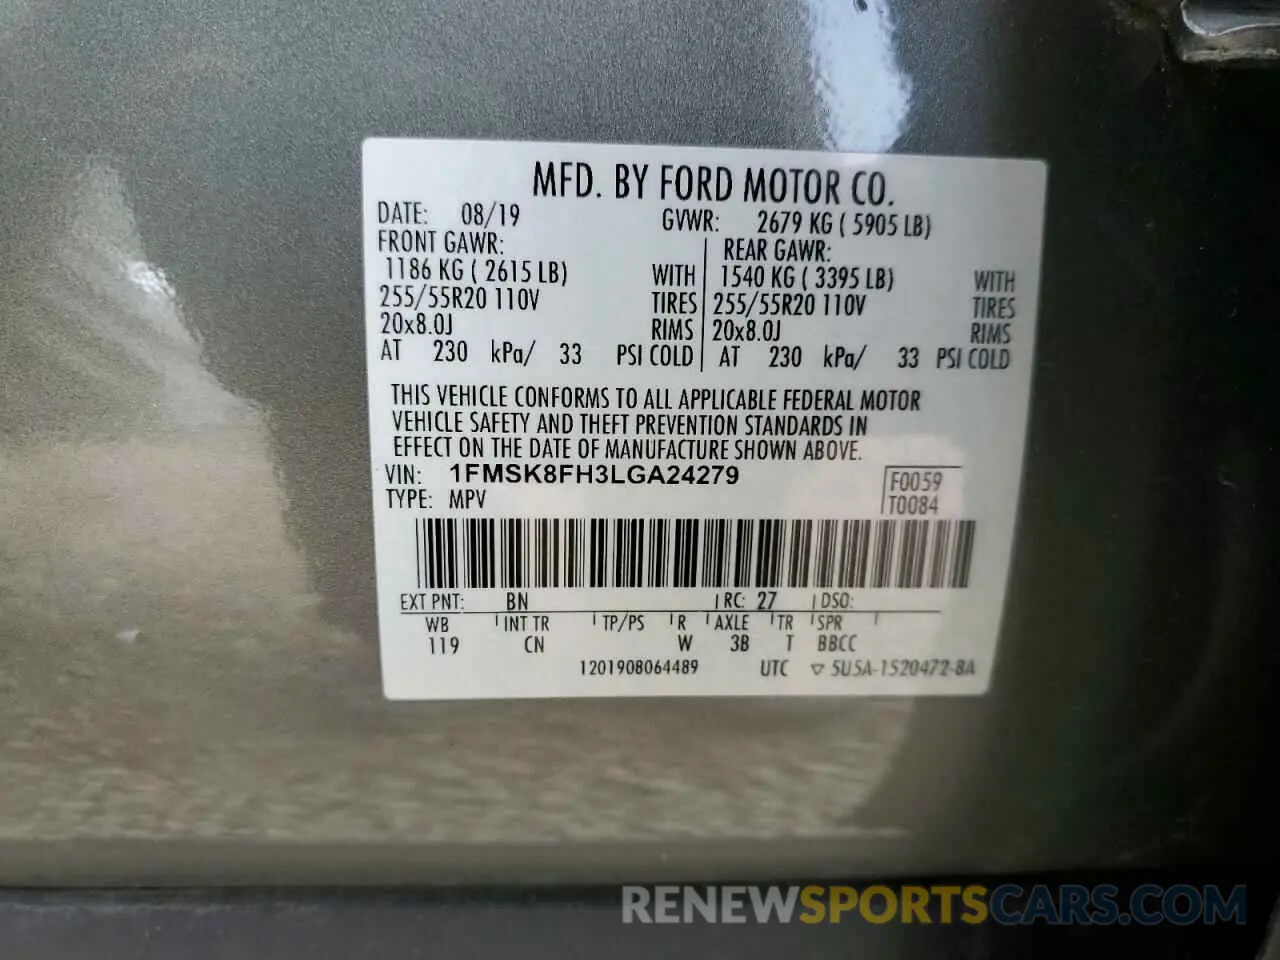 MFD. BY FORD MOTOR CO.
DATE: 08/19 GVWR: 2679 KG ( 5905 LB)
FRONT GAWR: REAR GAWR:
1186 KG ( 2615 LB) WITH 1540 KG ( 3395 LB) WITH
255/55R20 110V TIRES 255/55R20 110V TIRES
20x8.0J RIMS 20x8.0J RIMS
AT 230 kPa/ 33 PSI COLD AT 230 kPa/ 33 PSI COLD
THIS VEHICLE CONFORMS TO ALL APPLICABLE FEDERAL MOTOR
VEHICLE SAFETY AND THEFT PREVENTION STANDARDS IN
EFFECT ON THE DATE OF MANUFACTURE SHOWN ABOVE.
VIN: 1FMSK8FH3LGA24279 F0059
TYPE: MPV T0084
EXT PNT: BN RC: 27 DSO:
WB INT TR TP/PS R AXLE TR SPR
119 CN W 3B T BBCC
1201908064489 UTC ▽ 5U5A-1520472-8A
RENEWSPORTSCARS.COM